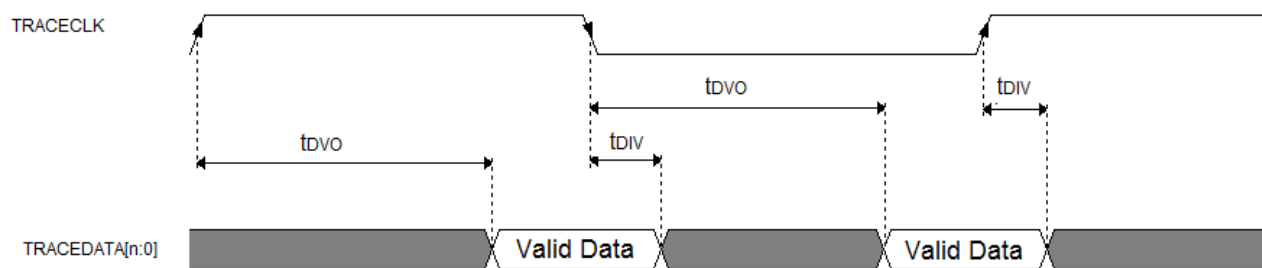 TRACECLK
tDVO
tDIV
tDVO
tDIV
TRACEDATA[n:0]
Valid Data
Valid Data